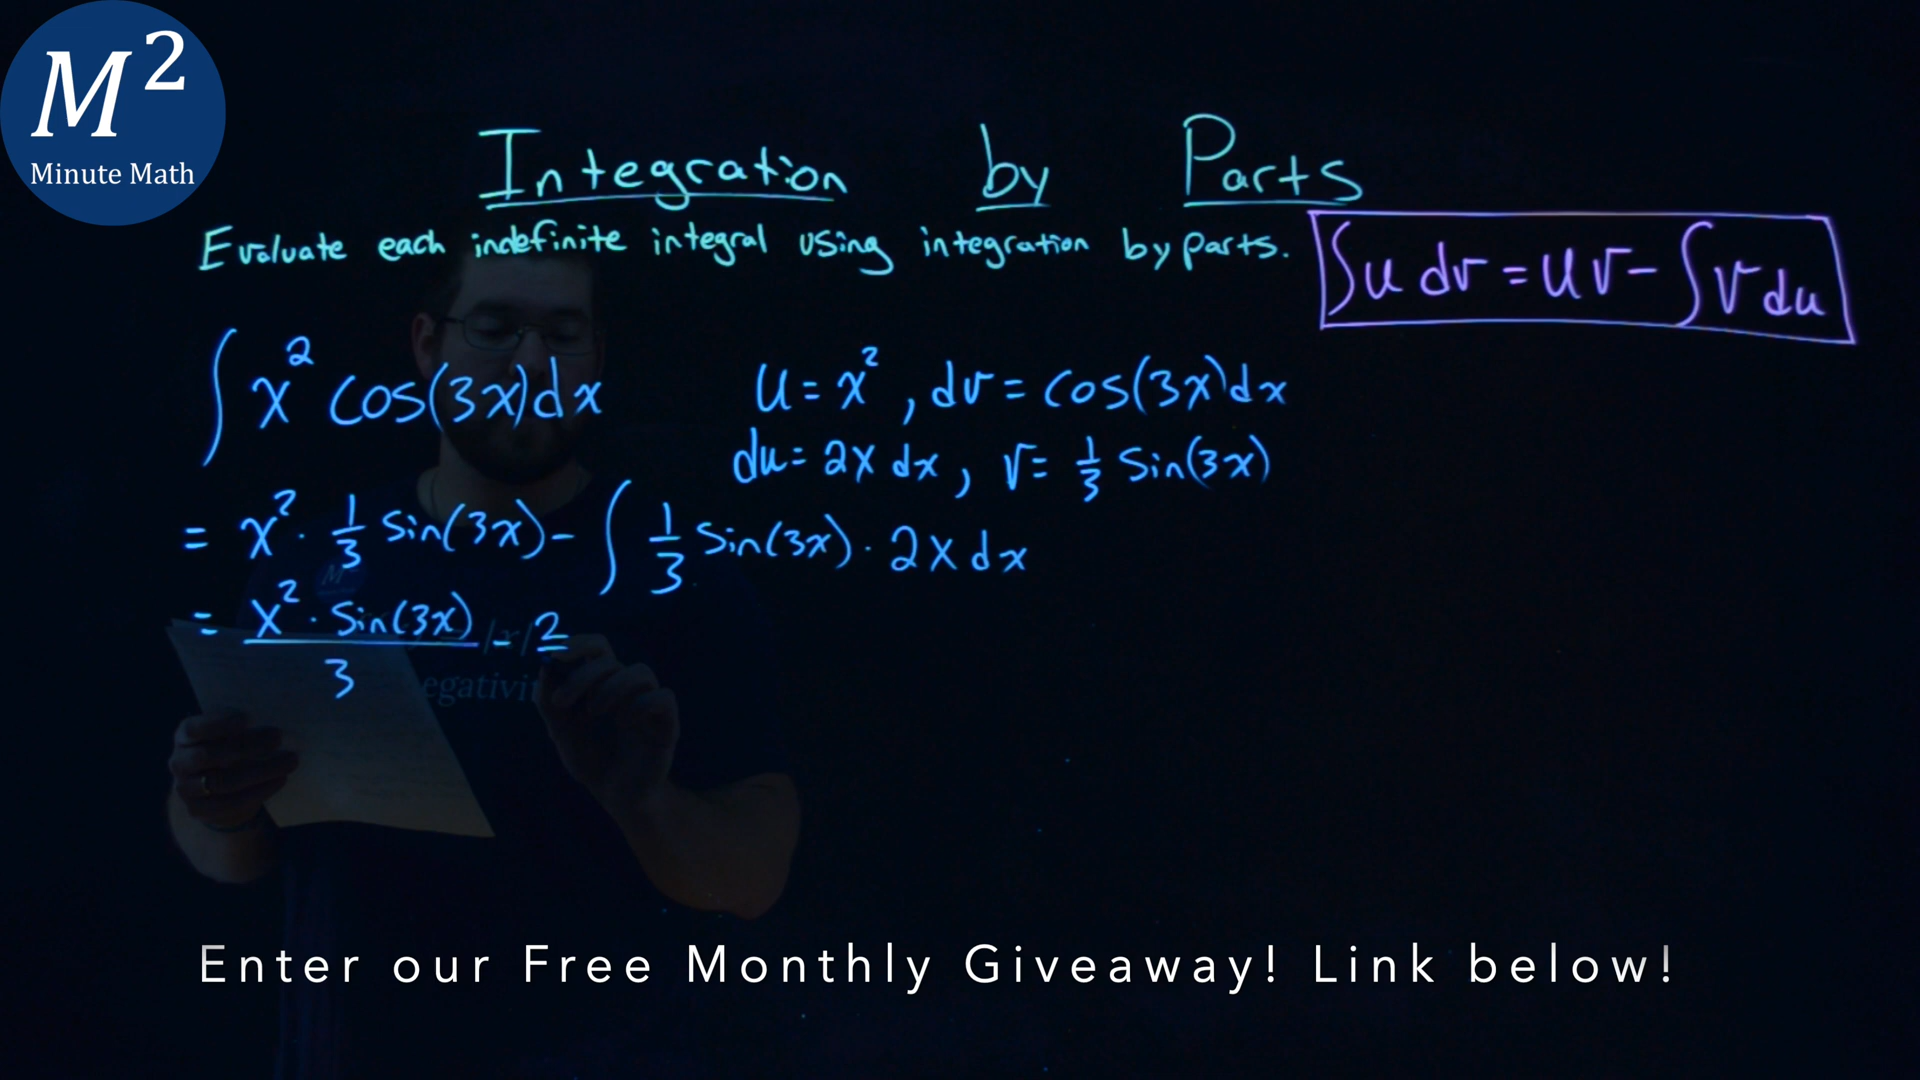 M²
Minute Math
Integration by Parts
Evaluate each indefinite integral using integration by parts.
∫u dv = uv - ∫v du
∫ x² cos(3x)dx
u = x², dv = cos(3x)dx
du = 2x dx, v = 1/3 sin(3x)
= x² · 1/3 sin(3x) - ∫ 1/3 sin(3x) · 2x dx
= x² · sin(3x)/3 - 2
egativi
Enter our Free Monthly Giveaway! Link below!